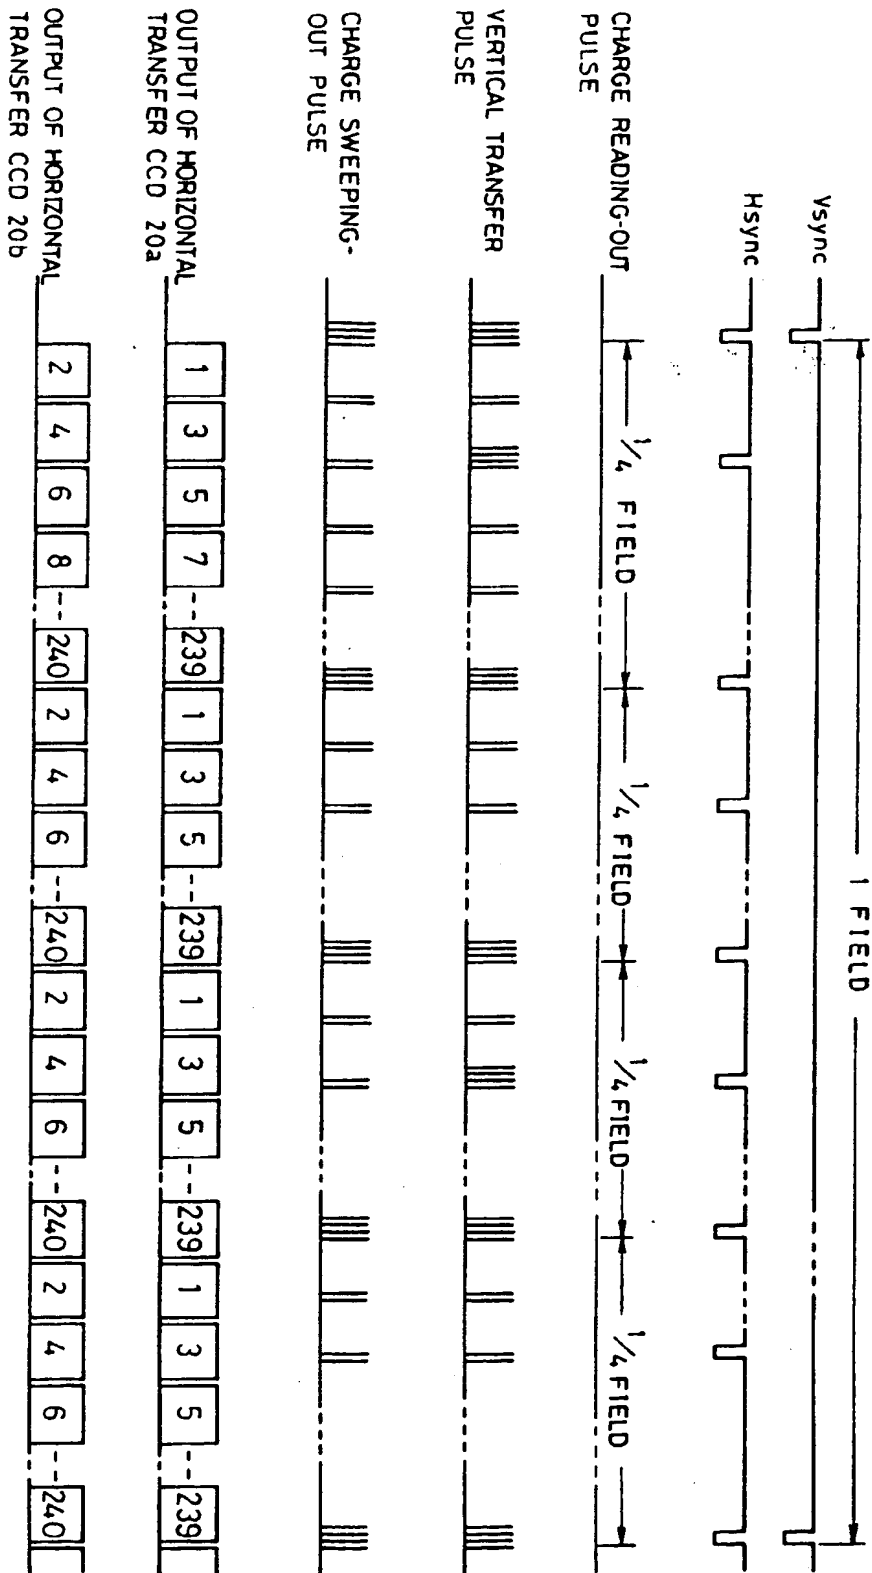 1 FIELD
Vsync
Hsync
1/4 FIELD 1/4 FIELD 1/4 FIELD 1/4 FIELD
CHARGE READING-OUT
PULSE
VERTICAL TRANSFER
PULSE
CHARGE SWEEPING-
OUT PULSE
OUTPUT OF HORIZONTAL
TRANSFER CCD 20a
1 3 5 7 -- 239 1 3 5 -- 239 1 3 5 -- 239 1 3 5 -- 239
OUTPUT OF HORIZONTAL
TRANSFER CCD 20b
2 4 6 8 -- 240 2 4 6 -- 240 2 4 6 -- 240 2 4 6 -- 240